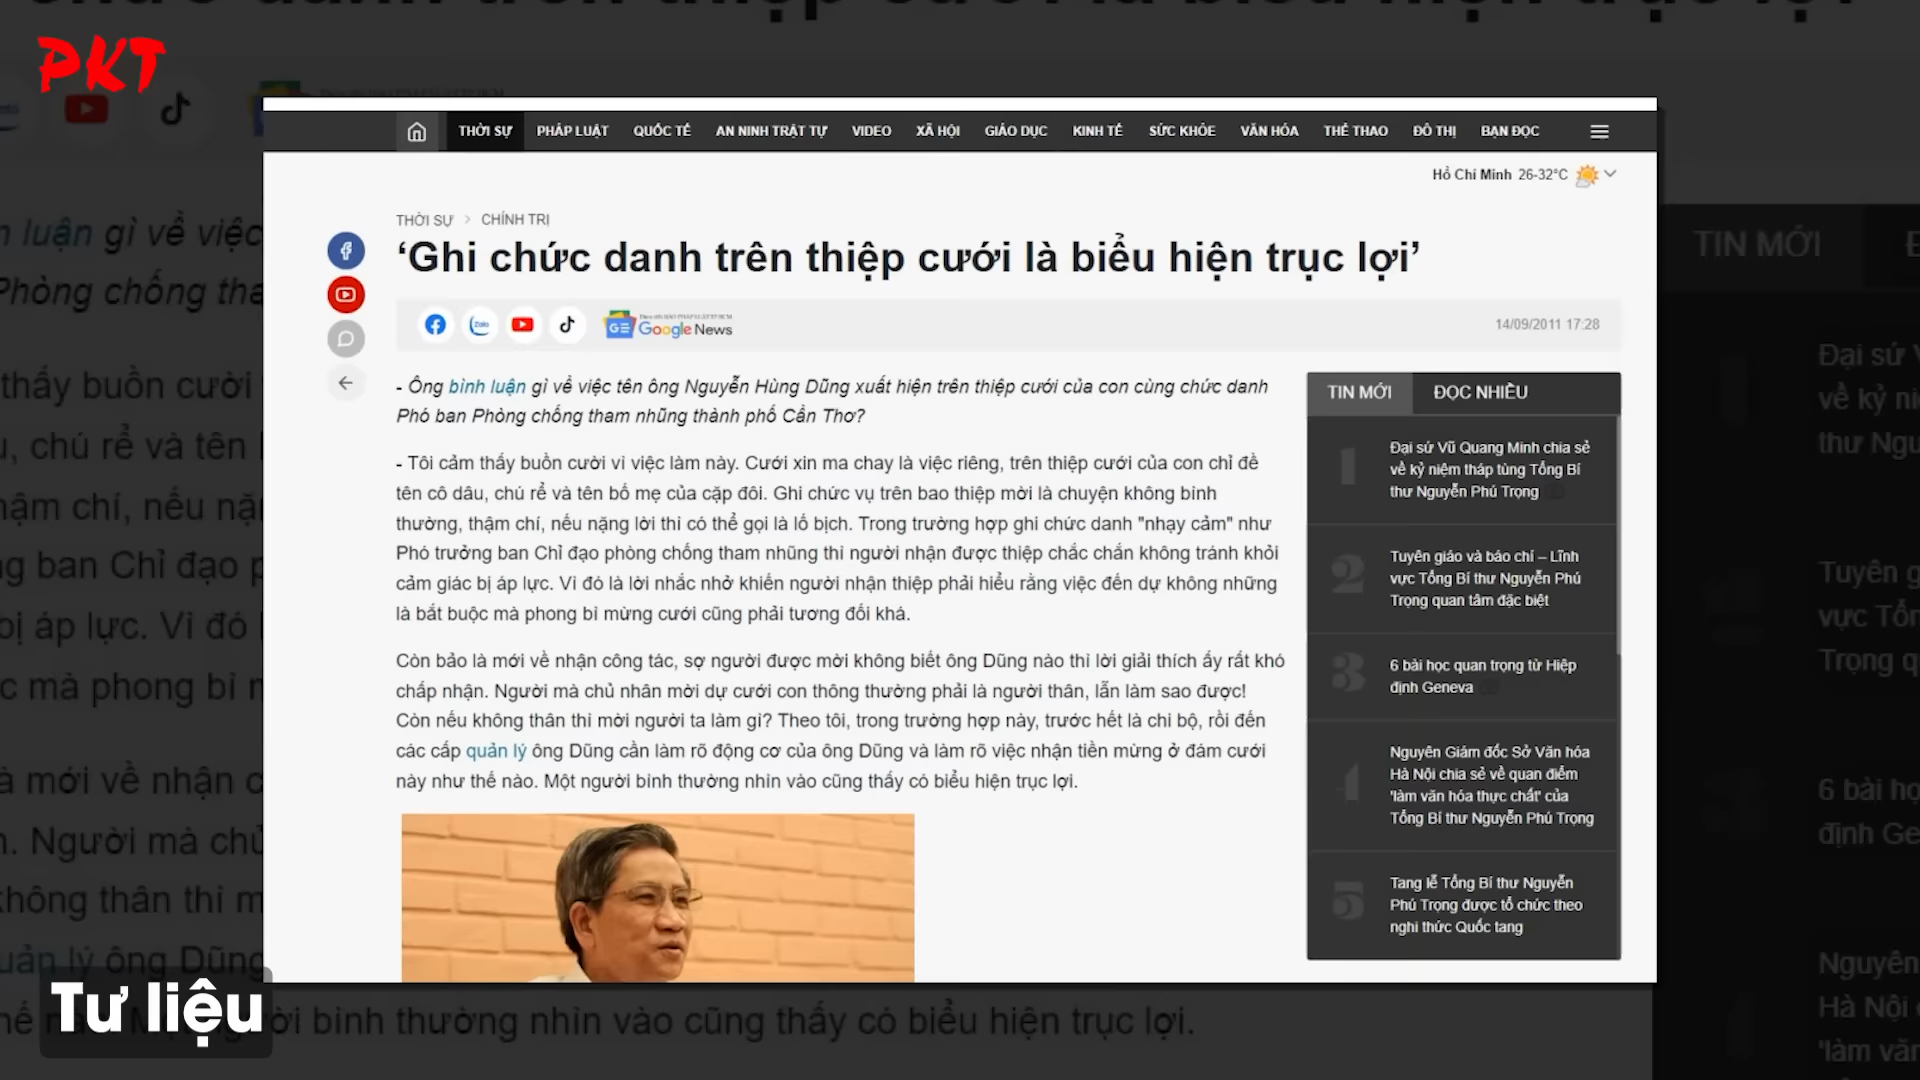 PKT
THỜI SỰ PHÁP LUẬT QUỐC TẾ AN NINH TRẬT TỰ VIDEO XÃ HỘI GIÁO DỤC KINH TẾ SỨC KHỎE VĂN HÓA THỂ THAO ĐÔ THỊ BẠN ĐỌC
Hồ Chí Minh 26-32°C
THỜI SỰ > CHÍNH TRỊ
‘Ghi chức danh trên thiệp cưới là biểu hiện trục lợi’
Zalo
Google News
14/09/2011 17:28
- Ông bình luận gì về việc tên ông Nguyễn Hùng Dũng xuất hiện trên thiệp cưới của con cùng chức danh
Phó ban Phòng chống tham nhũng thành phố Cần Thơ?
- Tôi cảm thấy buồn cười vì việc làm này. Cưới xin ma chay là việc riêng, trên thiệp cưới của con chỉ đề
tên cô dâu, chú rể và tên bố mẹ của cặp đôi. Ghi chức vụ trên bao thiệp mời là chuyện không bình
thường, thậm chí, nếu nặng lời thì có thể gọi là lố bịch. Trong trường hợp ghi chức danh "nhạy cảm" như
Phó trưởng ban Chỉ đạo phòng chống tham nhũng thì người nhận được thiệp chắc chắn không tránh khỏi
cảm giác bị áp lực. Vì đó là lời nhắc nhở khiến người nhận thiệp phải hiểu rằng việc đến dự không những
là bắt buộc mà phong bì mừng cưới cũng phải tương đối khá.
Còn bảo là mới về nhận công tác, sợ người được mời không biết ông Dũng nào thì lời giải thích ấy rất khó
chấp nhận. Người mà chủ nhân mời dự cưới con thông thường phải là người thân, lẫn làm sao được!
Còn nếu không thân thì mời người ta làm gì? Theo tôi, trong trường hợp này, trước hết là chi bộ, rồi đến
các cấp quản lý ông Dũng cần làm rõ động cơ của ông Dũng và làm rõ việc nhận tiền mừng ở đám cưới
này như thế nào. Một người bình thường nhìn vào cũng thấy có biểu hiện trục lợi.
TIN MỚI ĐỌC NHIỀU
1
Đại sứ Vũ Quang Minh chia sẻ
về kỷ niệm tháp tùng Tổng Bí
thư Nguyễn Phú Trọng
2
Tuyên giáo và báo chí – Lĩnh
vực Tổng Bí thư Nguyễn Phú
Trọng quan tâm đặc biệt
3
6 bài học quan trọng từ Hiệp
định Geneva
4
Nguyên Giám đốc Sở Văn hóa
Hà Nội chia sẻ về quan điểm
'làm văn hóa thực chất' của
Tổng Bí thư Nguyễn Phú Trọng
5
Tang lễ Tổng Bí thư Nguyễn
Phú Trọng được tổ chức theo
nghi thức Quốc tang
Tư liệu